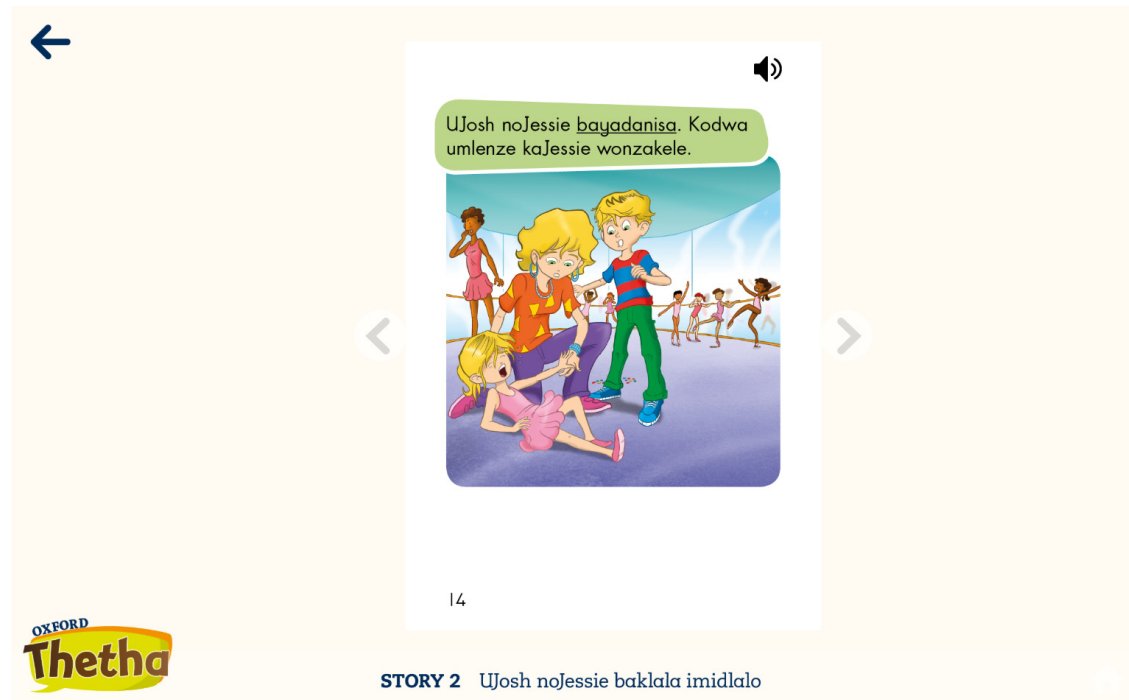 UJosh noJessie bayadanisa. Kodwa
umlenze kaJessie wonzakele.
14
OXFORD
Thetha
STORY 2 UJosh noJessie baklala imidlalo